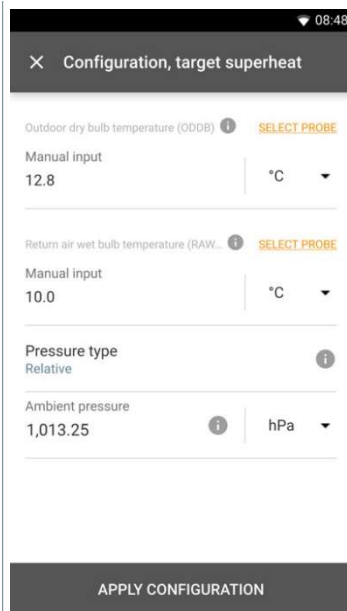 08:48
× Configuration, target superheat
Outdoor dry bulb temperature (ODDB) i SELECT PROBE
Manual input
12.8 °C
Return air wet bulb temperature (RAW... i SELECT PROBE
Manual input
10.0 °C
Pressure type i
Relative
Ambient pressure
1,013.25 i hPa
APPLY CONFIGURATION